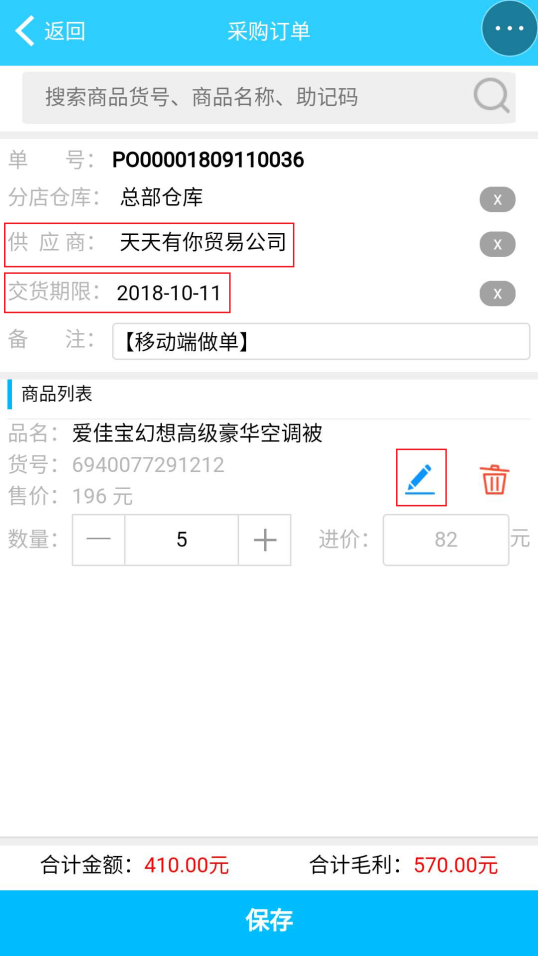 返回 采购订单
搜索商品货号、商品名称、助记码
单 号： PO00001809110036
分店仓库： 总部仓库 x
供 应 商： 天天有你贸易公司 x
交货期限： 2018-10-11 x
备 注： 【移动端做单】
商品列表
品名： 爱佳宝幻想高级豪华空调被
货号： 6940077291212
售价： 196 元
数量： 5 进价： 82 元
合计金额：410.00元 合计毛利：570.00元
保存